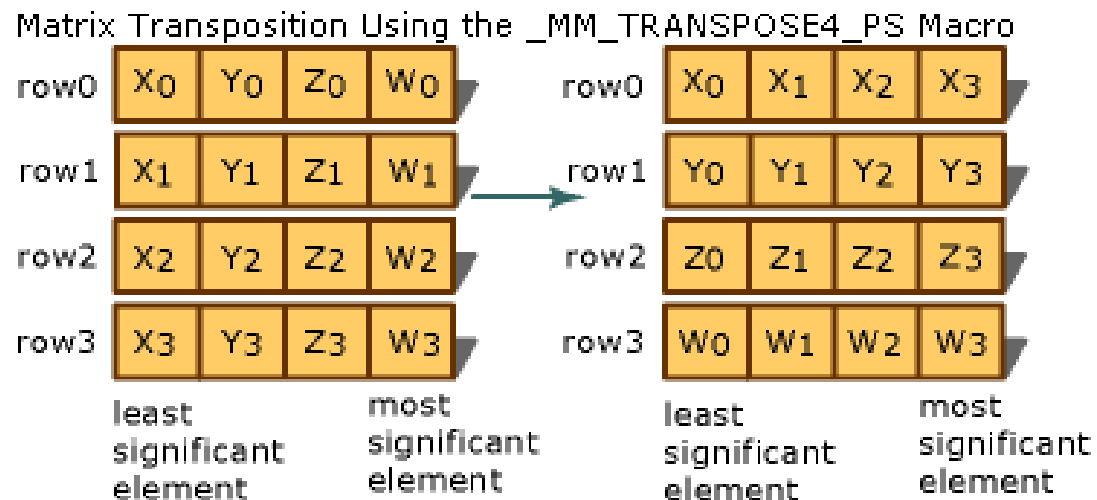 Matrix Transposition Using the _MM_TRANSPOSE4_PS Macro
row0 X0 Y0 Z0 W0 row0 X0 X1 X2 X3
row1 X1 Y1 Z1 W1 row1 Y0 Y1 Y2 Y3
row2 X2 Y2 Z2 W2 row2 Z0 Z1 Z2 Z3
row3 X3 Y3 Z3 W3 row3 W0 W1 W2 W3
least most least most
significant significant significant significant
element element element element